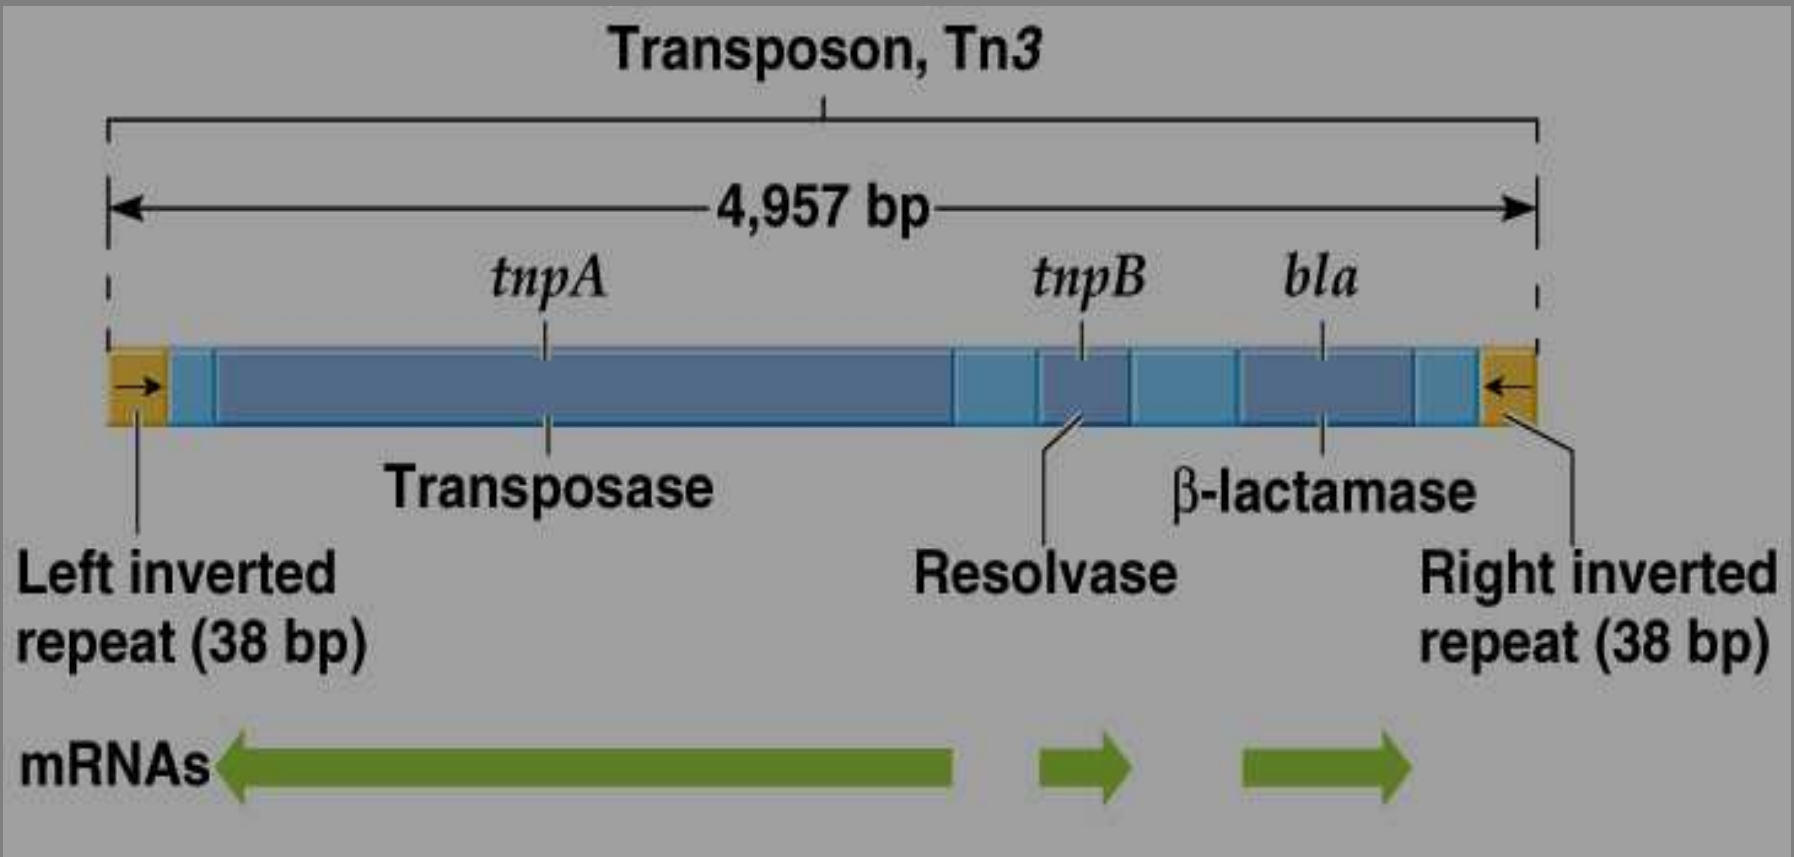 Transposon, Tn3
4,957 bp
tnpA
tnpB
bla
Transposase
β-lactamase
Resolvase
Left inverted
repeat (38 bp)
Right inverted
repeat (38 bp)
mRNAs